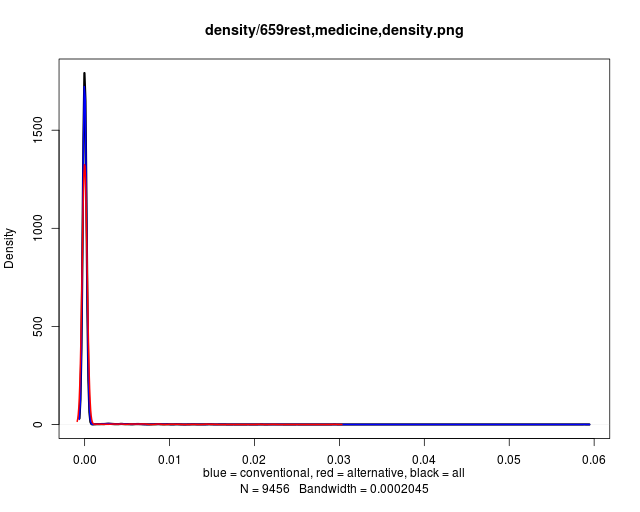 density/659rest,medicine,density.png
Density
1500
1000
500
0
0.00 0.01 0.02 0.03 0.04 0.05 0.06
blue = conventional, red = alternative, black = all
N = 9456 Bandwidth = 0.0002045